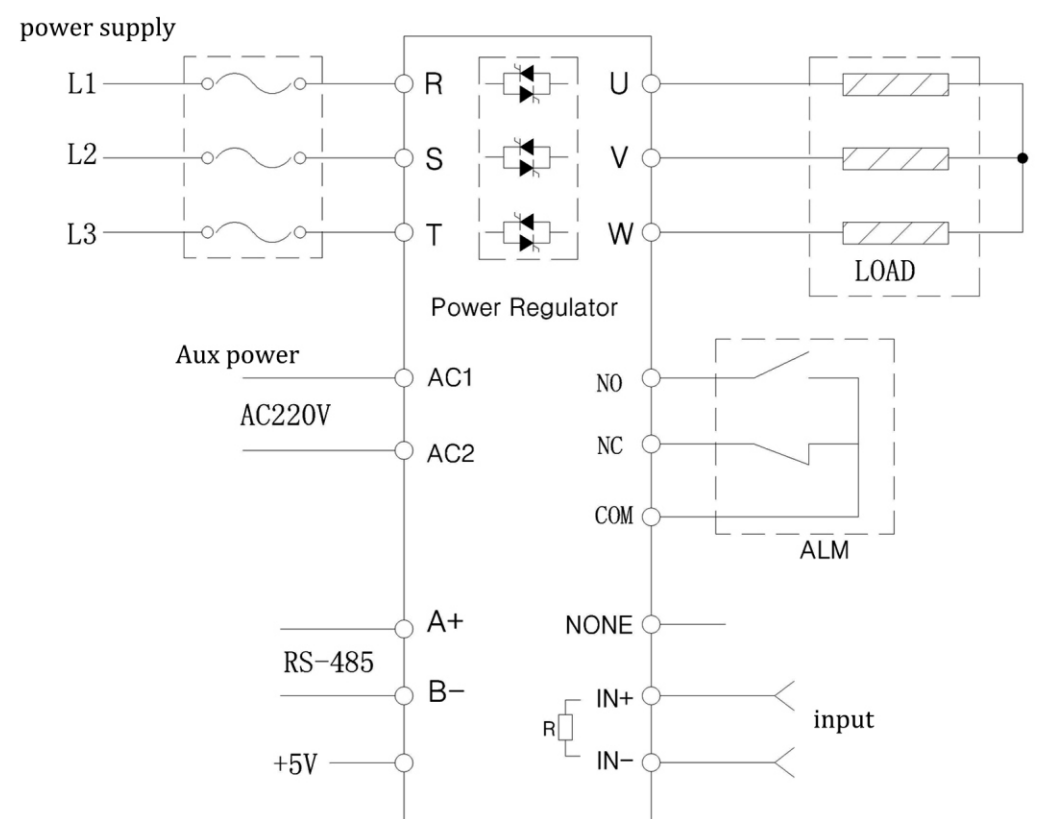 power supply
L1
R
U
L2
S
V
L3
T
W
LOAD
Power Regulator
Aux power
AC1
NO
AC220V
AC2
NC
COM
ALM
A+
NONE
RS-485
B-
IN+
R
input
+5V
IN-